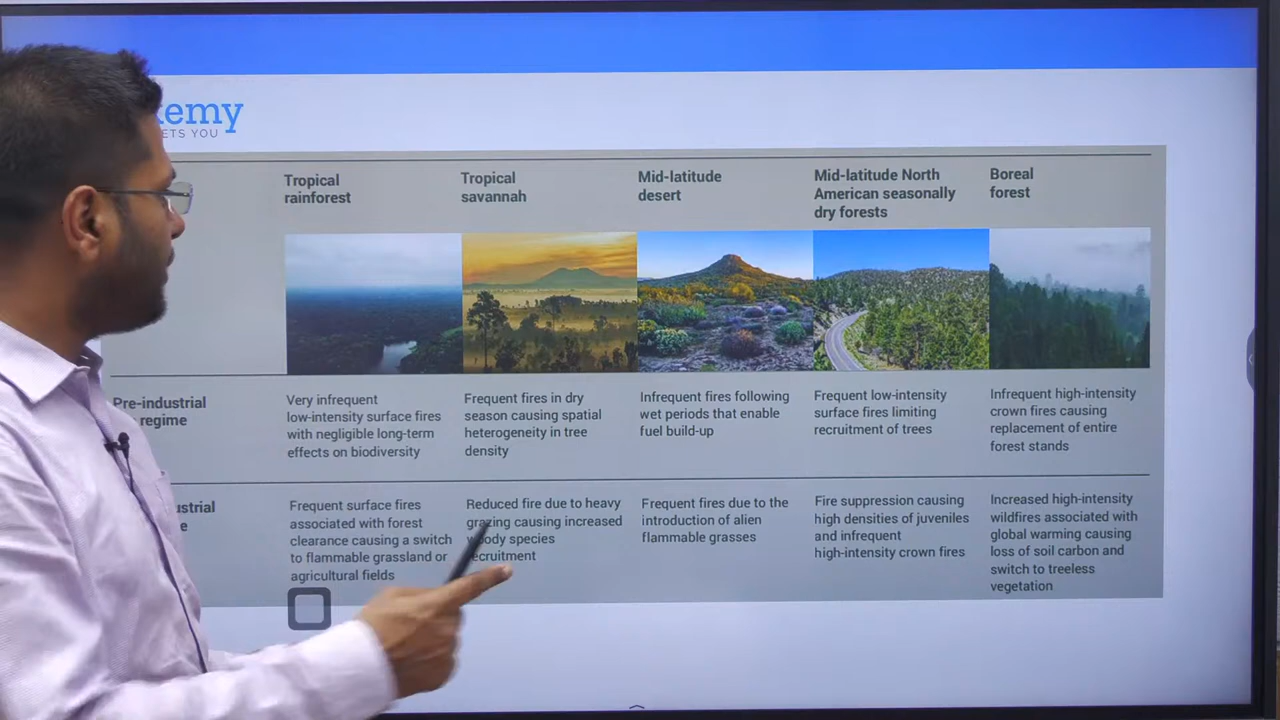 kemy
ETS YOU
Tropical
rainforest
Tropical
savannah
Mid-latitude
desert
Mid-latitude North
American seasonally
dry forests
Boreal
forest
Pre-industrial
regime
Very infrequent
low-intensity surface fires
with negligible long-term
effects on biodiversity
Frequent fires in dry
season causing spatial
heterogeneity in tree
density
Infrequent fires following
wet periods that enable
fuel build-up
Frequent low-intensity
surface fires limiting
recruitment of trees
Infrequent high-intensity
crown fires causing
replacement of entire
forest stands
ustrial
Frequent surface fires
associated with forest
clearance causing a switch
to flammable grassland or
agricultural fields
Reduced fire due to heavy
grazing causing increased
woody species
recruitment
Frequent fires due to the
introduction of alien
flammable grasses
Fire suppression causing
high densities of juveniles
and infrequent
high-intensity crown fires
Increased high-intensity
wildfires associated with
global warming causing
loss of soil carbon and
switch to treeless
vegetation